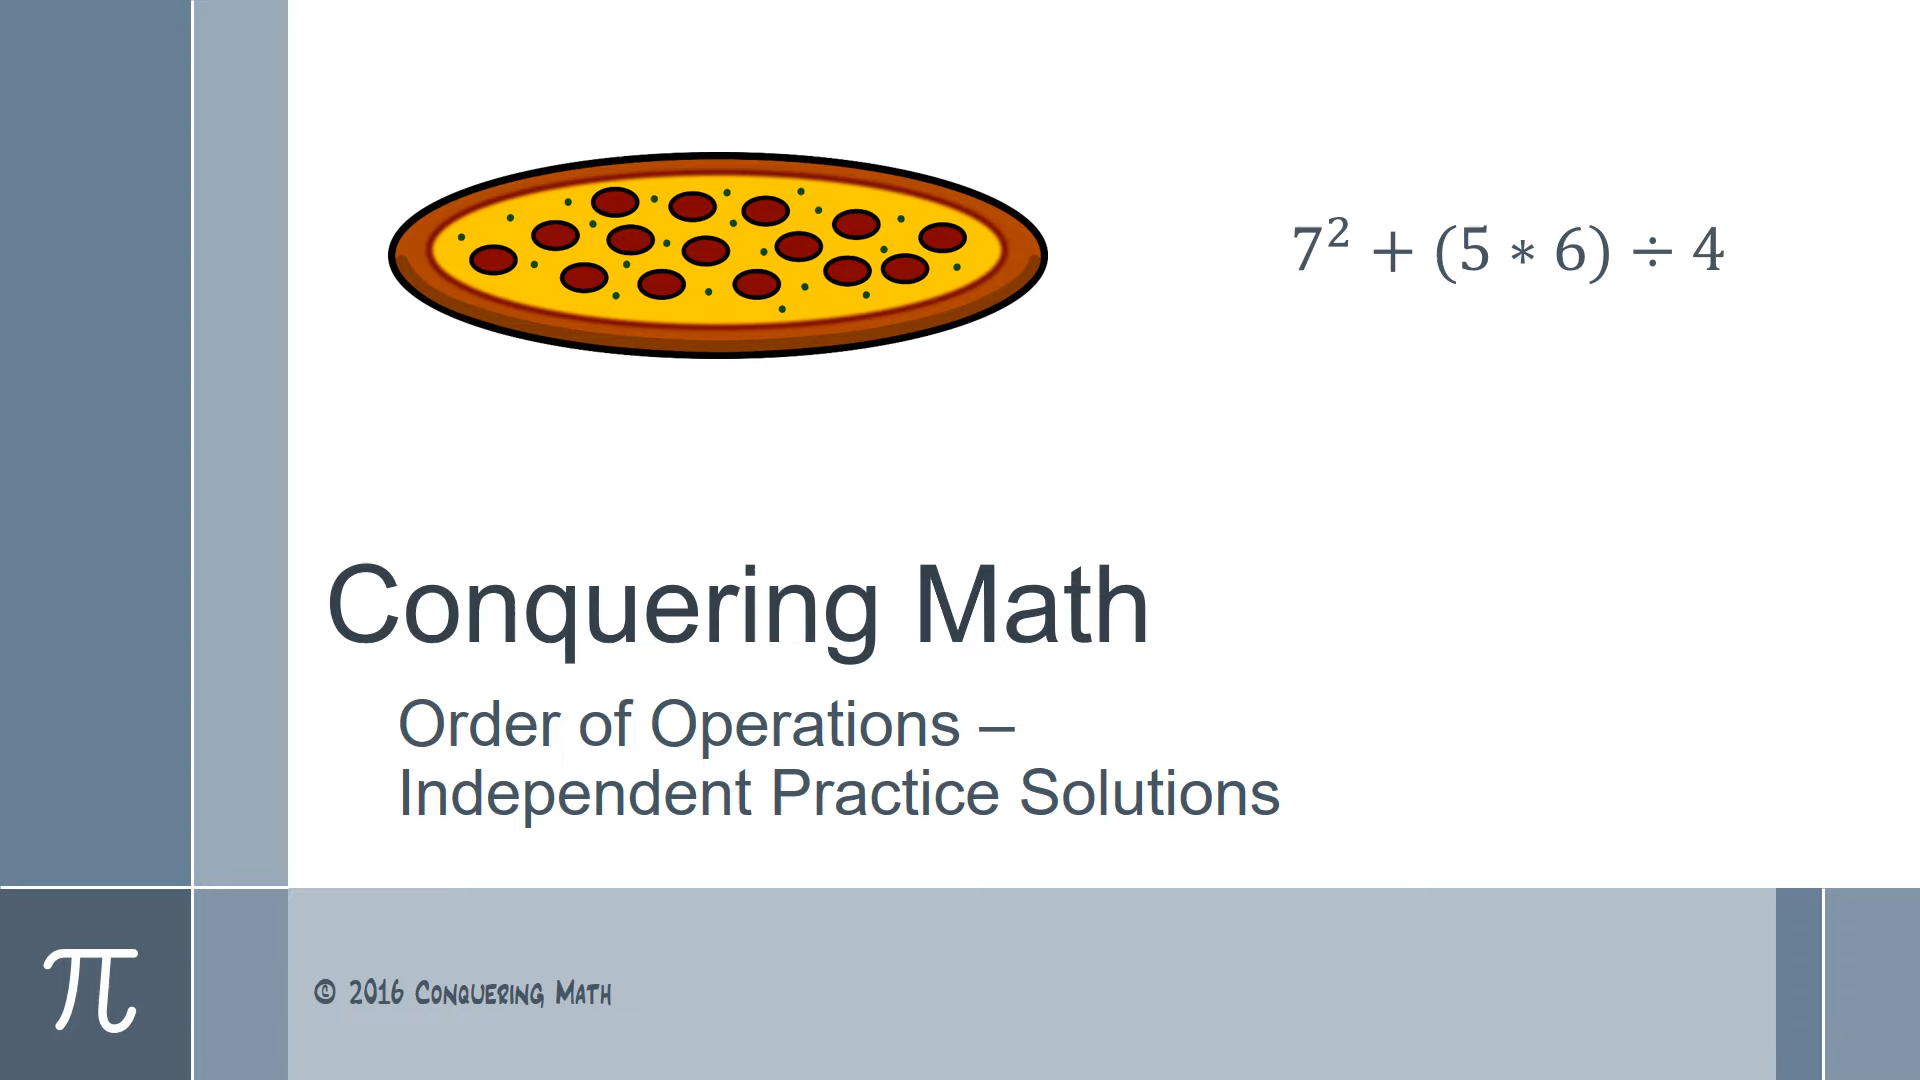 7² + (5 ∗ 6) ÷ 4
Conquering Math
Order of Operations –
Independent Practice Solutions
π
© 2016 Conquering Math